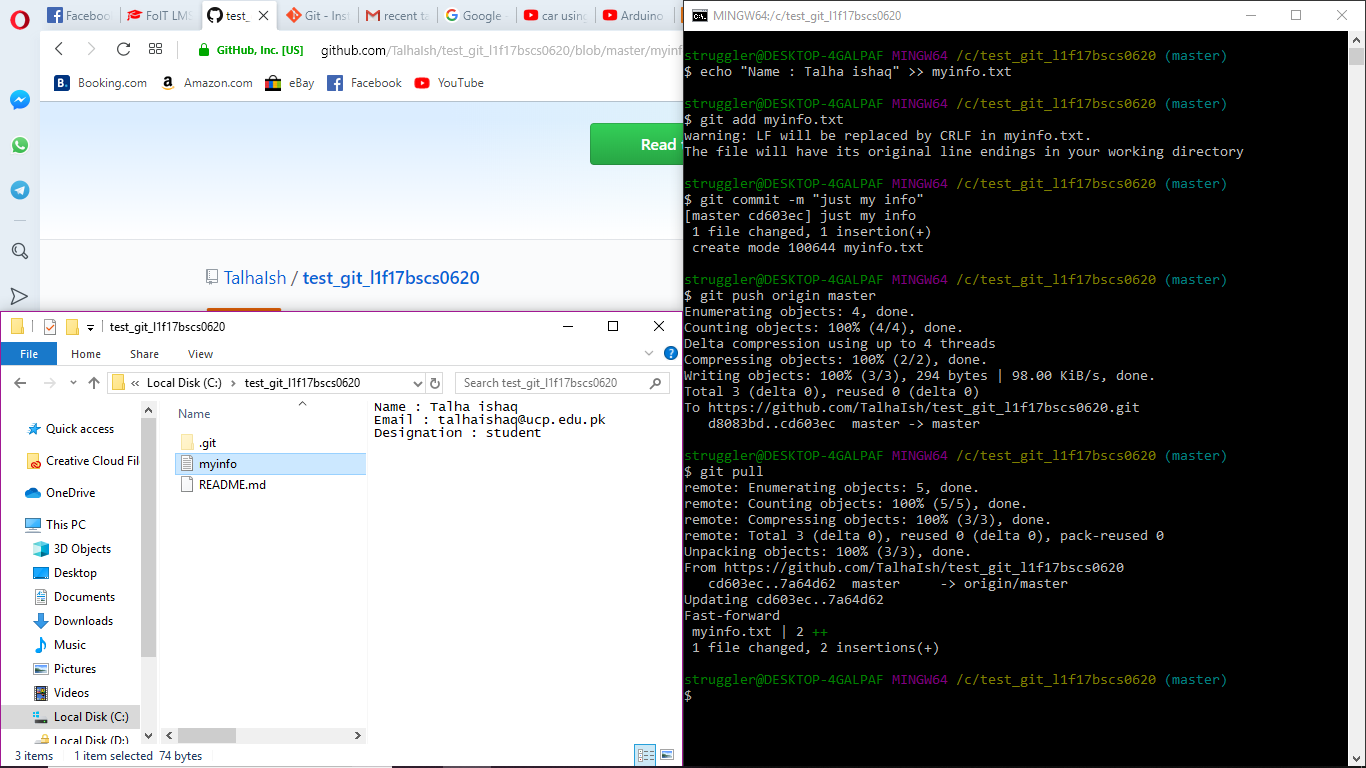 Faceboo
FoIT LMS
test_
Git - Inst
recent ta
Google -
car using
Arduino
GitHub, Inc. [US]
github.com/TalhaIsh/test_git_l1f17bscs0620/blob/master/myinf
B.
Booking.com
Amazon.com
eBay
Facebook
YouTube
Read t
TalhaIsh / test_git_l1f17bscs0620
test_git_l1f17bscs0620
File
Home
Share
View
Local Disk (C:) › test_git_l1f17bscs0620
Search test_git_l1f17bscs0620
Quick access
Creative Cloud Fil
OneDrive
This PC
3D Objects
Desktop
Documents
Downloads
Music
Pictures
Videos
Local Disk (C:)
Local Disk (D:)
Name
.git
myinfo
README.md
Name : Talha ishaq
Email : talhaishaq@ucp.edu.pk
Designation : student
3 items
1 item selected 74 bytes
MINGW64:/c/test_git_l1f17bscs0620
struggler@DESKTOP-4GALPAF MINGW64 /c/test_git_l1f17bscs0620 (master)
$ echo "Name : Talha ishaq" >> myinfo.txt
struggler@DESKTOP-4GALPAF MINGW64 /c/test_git_l1f17bscs0620 (master)
$ git add myinfo.txt
warning: LF will be replaced by CRLF in myinfo.txt.
The file will have its original line endings in your working directory
struggler@DESKTOP-4GALPAF MINGW64 /c/test_git_l1f17bscs0620 (master)
$ git commit -m "just my info"
[master cd603ec] just my info
1 file changed, 1 insertion(+)
create mode 100644 myinfo.txt
struggler@DESKTOP-4GALPAF MINGW64 /c/test_git_l1f17bscs0620 (master)
$ git push origin master
Enumerating objects: 4, done.
Counting objects: 100% (4/4), done.
Delta compression using up to 4 threads
Compressing objects: 100% (2/2), done.
Writing objects: 100% (3/3), 294 bytes | 98.00 KiB/s, done.
Total 3 (delta 0), reused 0 (delta 0)
To https://github.com/TalhaIsh/test_git_l1f17bscs0620.git
d8083bd..cd603ec master -> master
struggler@DESKTOP-4GALPAF MINGW64 /c/test_git_l1f17bscs0620 (master)
$ git pull
remote: Enumerating objects: 5, done.
remote: Counting objects: 100% (5/5), done.
remote: Compressing objects: 100% (3/3), done.
remote: Total 3 (delta 0), reused 0 (delta 0), pack-reused 0
Unpacking objects: 100% (3/3), done.
From https://github.com/TalhaIsh/test_git_l1f17bscs0620
cd603ec..7a64d62 master -> origin/master
Updating cd603ec..7a64d62
Fast-forward
myinfo.txt | 2 ++
1 file changed, 2 insertions(+)
struggler@DESKTOP-4GALPAF MINGW64 /c/test_git_l1f17bscs0620 (master)
$